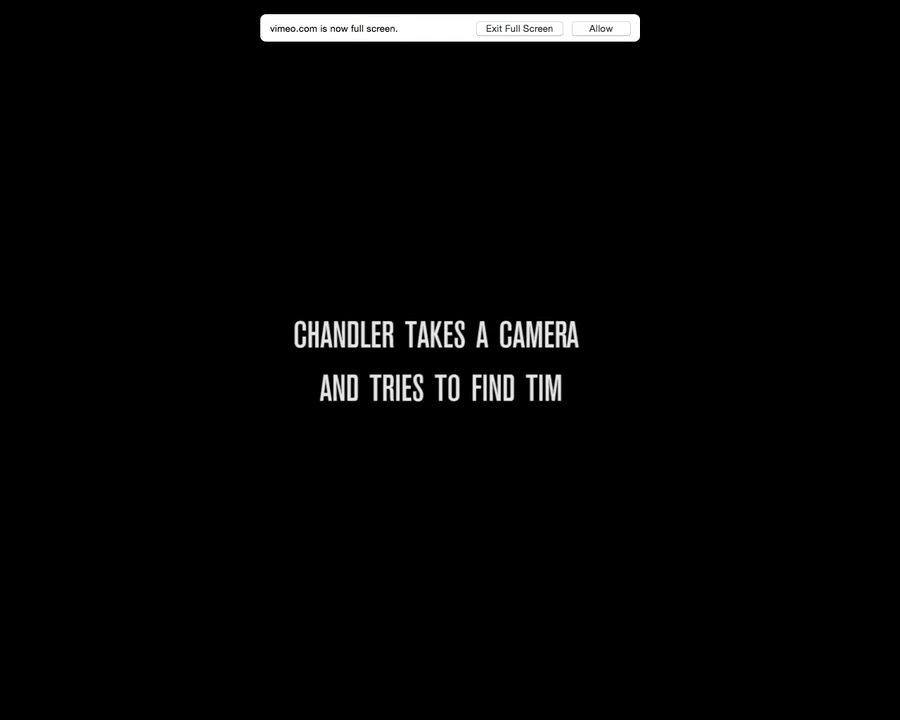 vimeo.com is now full screen. Exit Full Screen Allow
CHANDLER TAKES A CAMERA
AND TRIES TO FIND TIM